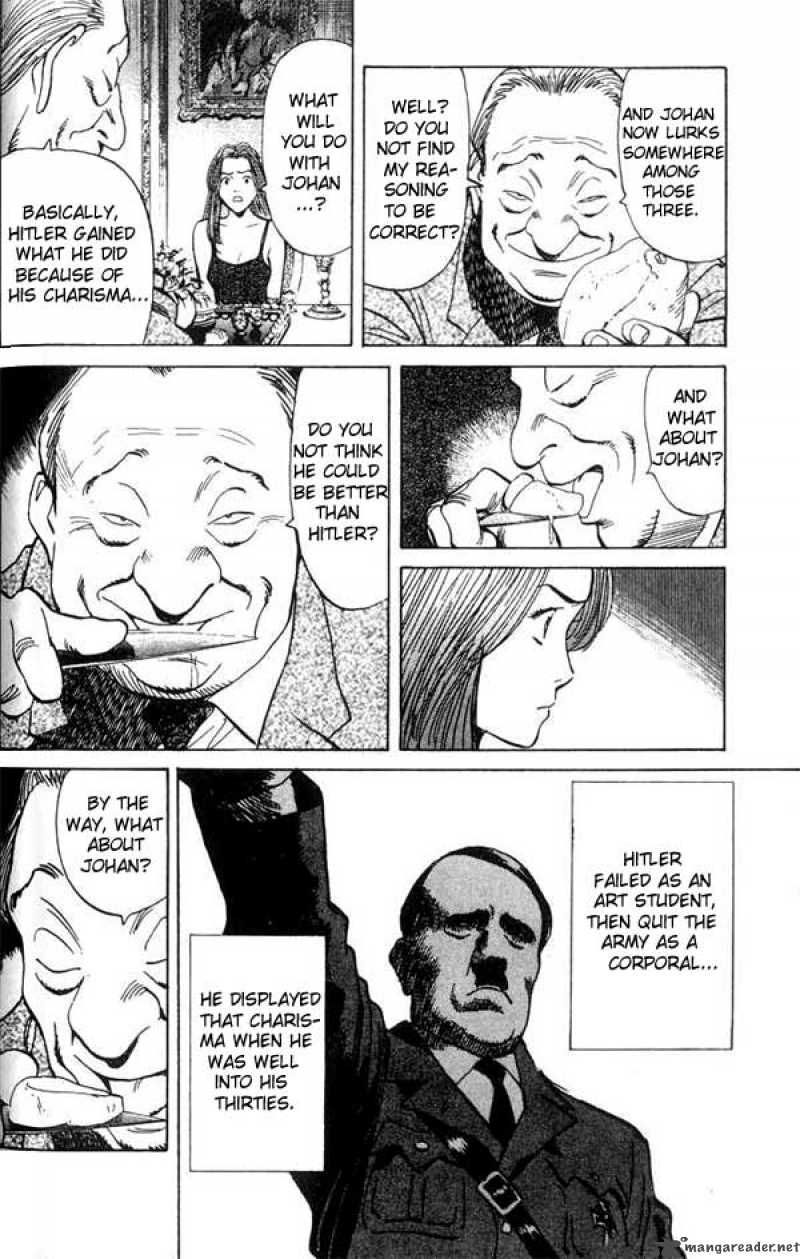 AND JOHAN
NOW LURKS
SOMEWHERE
AMONG
THOSE
THREE.
WELL?
DO YOU
NOT FIND
MY REA-
SONING
TO BE
CORRECT?
WHAT
WILL
YOU DO
WITH
JOHAN
...?
BASICALLY,
HITLER GAINED
WHAT HE DID
BECAUSE OF
HIS CHARISMA...
AND
WHAT
ABOUT
JOHAN?
DO YOU
NOT THINK
HE COULD
BE BETTER
THAN
HITLER?
HITLER
FAILED AS AN
ART STUDENT,
THEN QUIT THE
ARMY AS A
CORPORAL...
HE DISPLAYED
THAT CHARIS-
MA WHEN HE
WAS WELL
INTO HIS
THIRTIES.
BY THE
WAY, WHAT
ABOUT
JOHAN?
mangareader.net